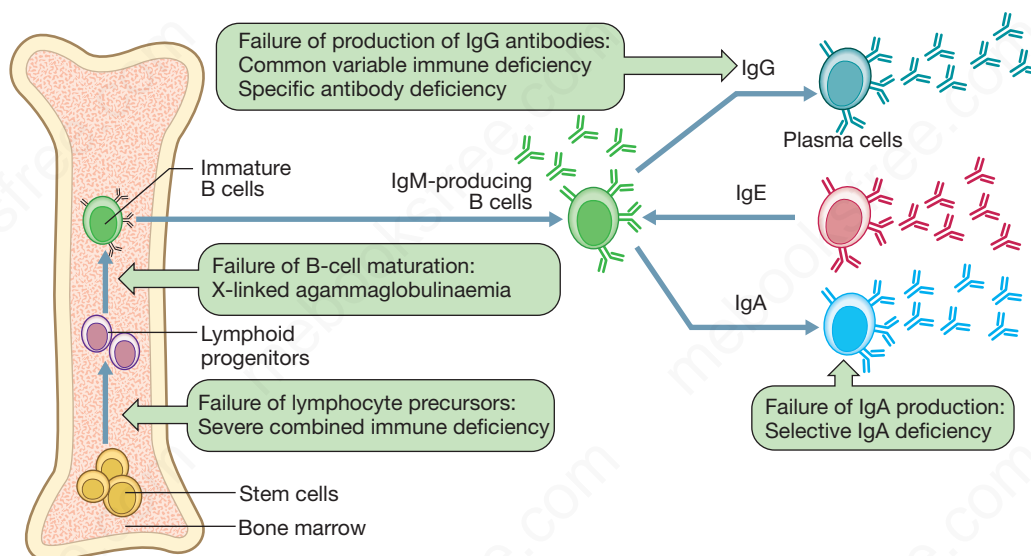 Failure of production of IgG antibodies:
Common variable immune deficiency
Specific antibody deficiency
IgG
Plasma cells
Immature
B cells
IgM-producing
B cells
IgE
Failure of B-cell maturation:
X-linked agammaglobulinaemia
IgA
Lymphoid
progenitors
Failure of lymphocyte precursors:
Severe combined immune deficiency
Failure of IgA production:
Selective IgA deficiency
Stem cells
Bone marrow